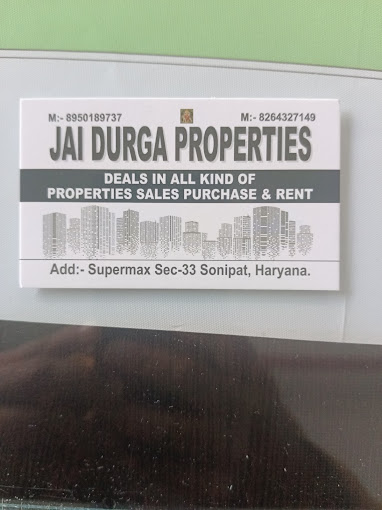 M:- 8950189737 M:- 8264327149
JAI DURGA PROPERTIES
DEALS IN ALL KIND OF
PROPERTIES SALES PURCHASE & RENT
Add:- Supermax Sec-33 Sonipat, Haryana.